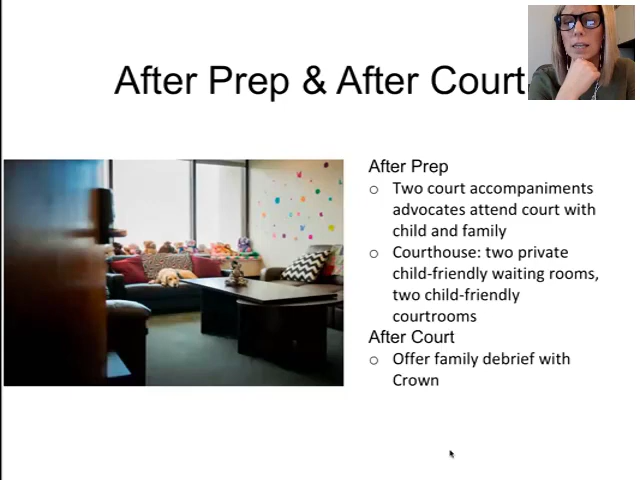 After Prep & After Court
After Prep
o Two court accompaniments
advocates attend court with
child and family
o Courthouse: two private
child-friendly waiting rooms,
two child-friendly
courtrooms
After Court
o Offer family debrief with
Crown